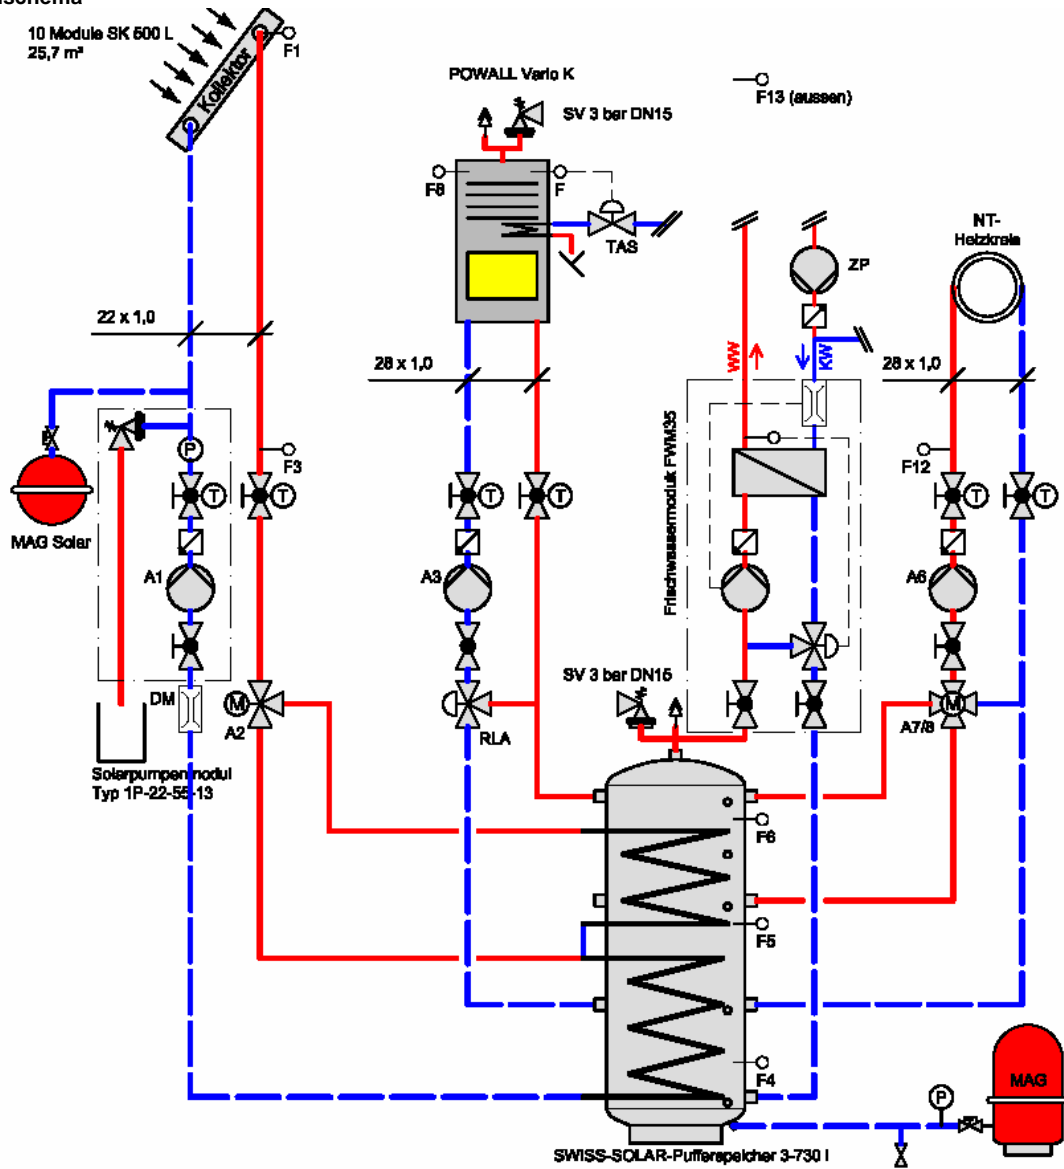 schema
10 Module SK 500 L
25,7 m²
F1
Kollektor
POWALL Vario K
SV 3 bar DN15
F13 (aussen)
F8
F
TAS
ZP
NT-
Heizkreis
22 x 1,0
28 x 1,0
WW
KW
28 x 1,0
P
F3
T
T
T
T
F12
T
T
MAG Solar
Frischwassermodul: FWM35
A1
A3
A6
SV 3 bar DN15
DM
M
A2
RLA
M
A7/8
Solarpumpenmodul
Typ 1P-22-55-13
F6
F5
F4
MAG
P
SWISS-SOLAR-Pufferspeicher 3-730 l